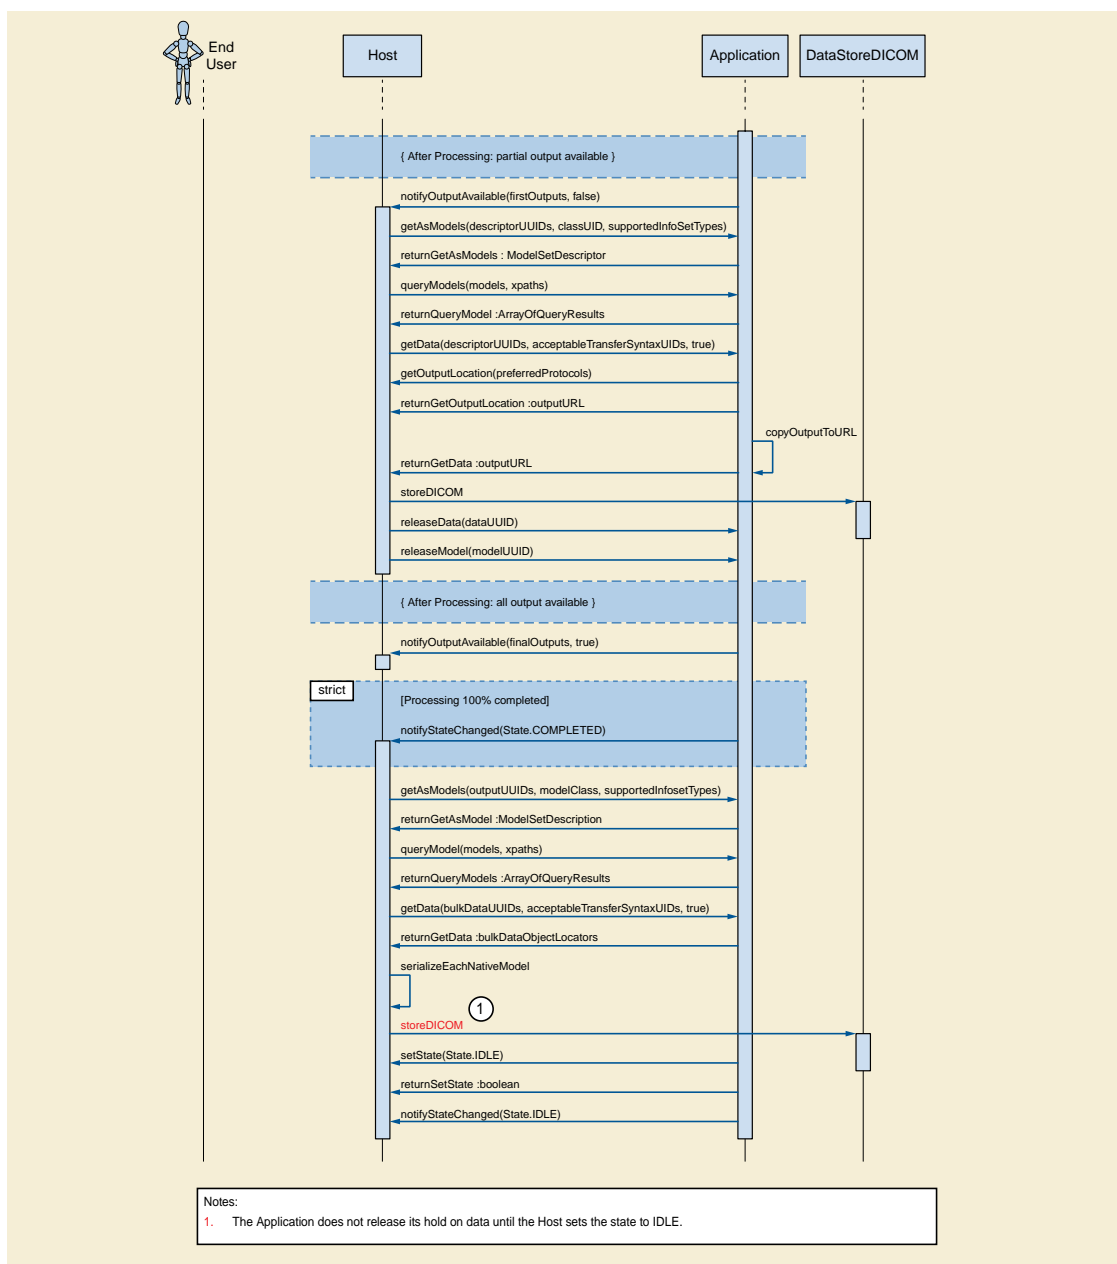 End
User
Host
Application
DataStoreDICOM
{ After Processing: partial output available }
notifyOutputAvailable(firstOutputs, false)
getAsModels(descriptorUUIDs, classUID, supportedInfoSetTypes)
returnGetAsModels : ModelSetDescriptor
queryModels(models, xpaths)
returnQueryModel :ArrayOfQueryResults
getData(descriptorUUIDs, acceptableTransferSyntaxUIDs, true)
getOutputLocation(preferredProtocols)
returnGetOutputLocation :outputURL
copyOutputToURL
returnGetData :outputURL
storeDICOM
releaseData(dataUUID)
releaseModel(modelUUID)
{ After Processing: all output available }
notifyOutputAvailable(finalOutputs, true)
strict
[Processing 100% completed]
notifyStateChanged(State.COMPLETED)
getAsModels(outputUUIDs, modelClass, supportedInfosetTypes)
returnGetAsModel :ModelSetDescription
queryModel(models, xpaths)
returnQueryModels :ArrayOfQueryResults
getData(bulkDataUUIDs, acceptableTransferSyntaxUIDs, true)
returnGetData :bulkDataObjectLocators
serializeEachNativeModel
1
storeDICOM
setState(State.IDLE)
returnSetState :boolean
notifyStateChanged(State.IDLE)
Notes:
1. The Application does not release its hold on data until the Host sets the state to IDLE.